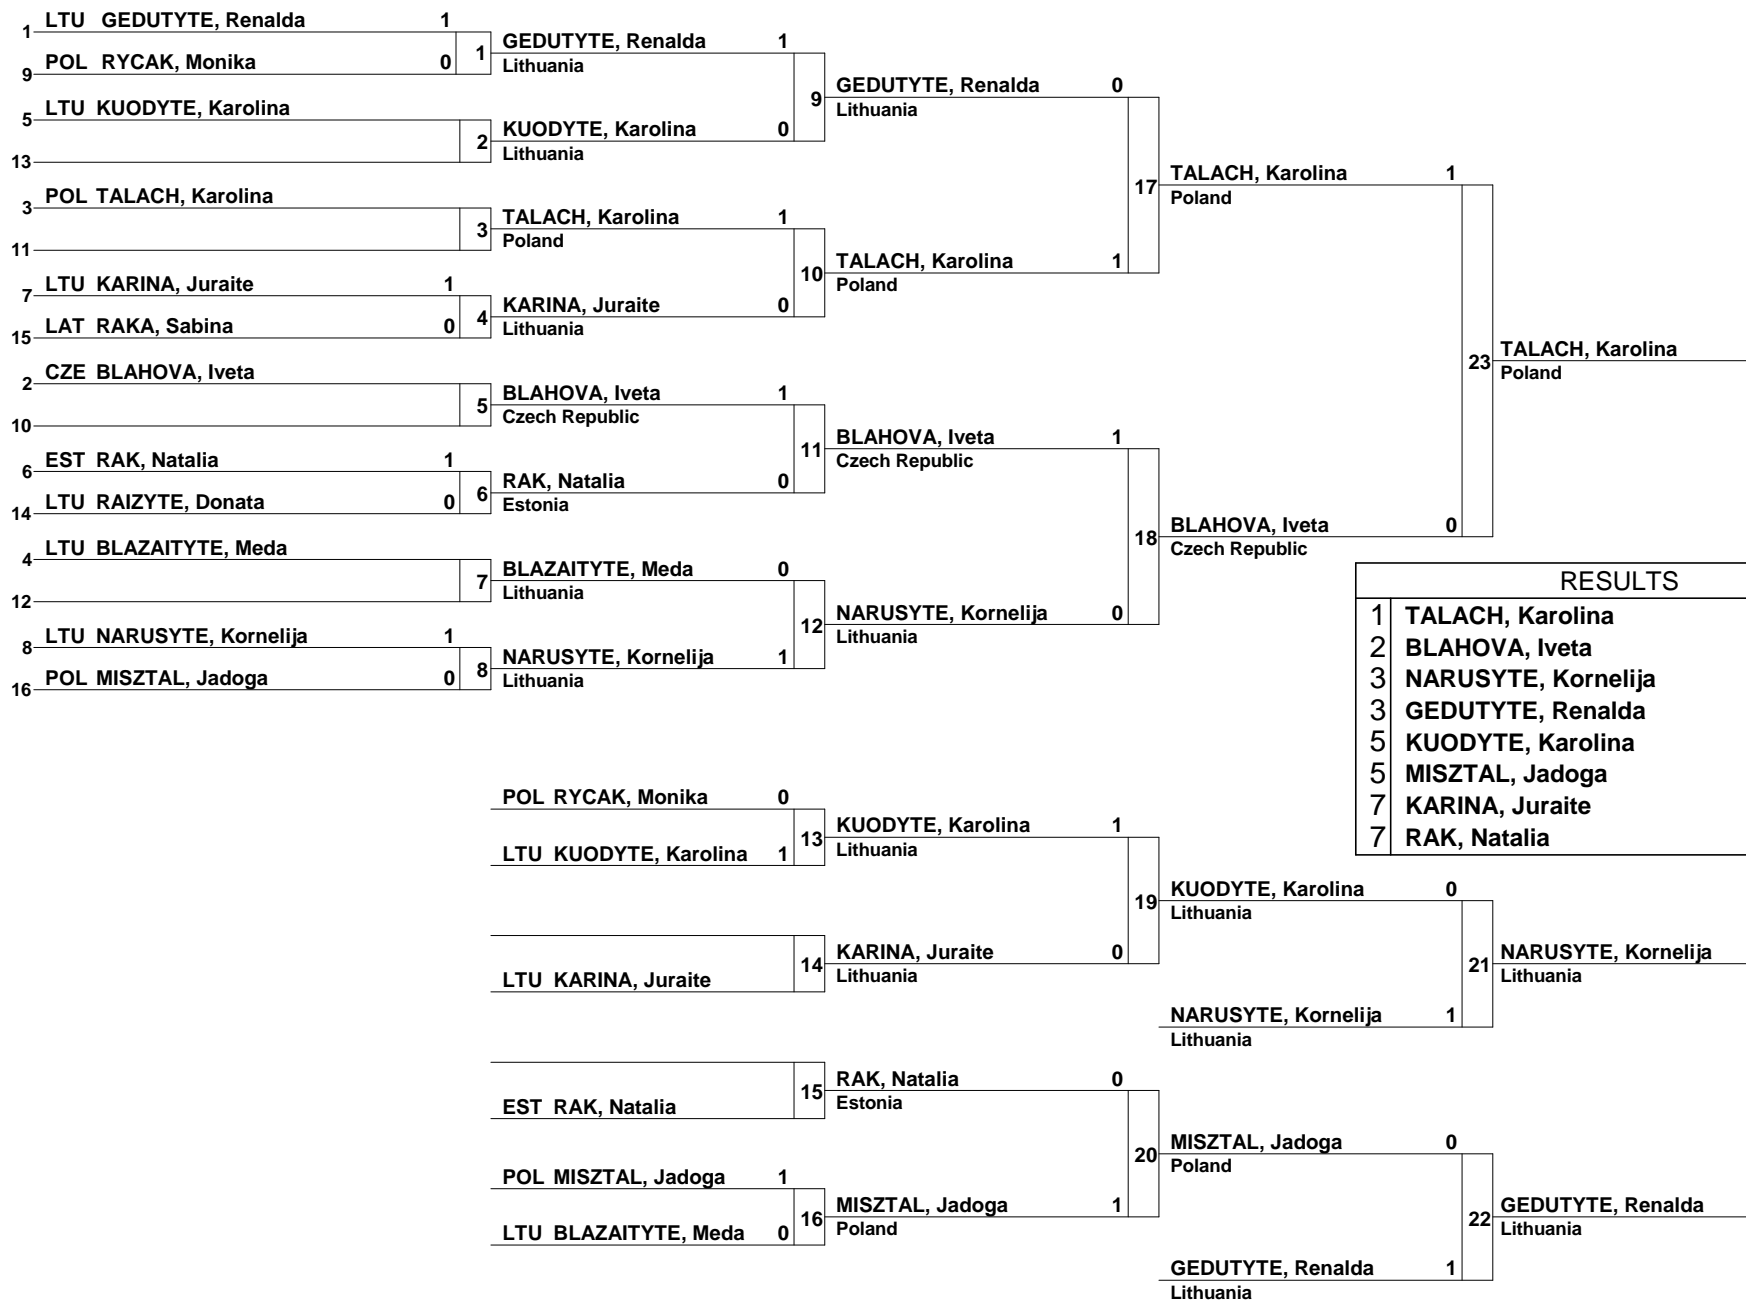 LTU GEDUTYTE, Renalda 1
1
POL RYCAK, Monika 0
9
1
GEDUTYTE, Renalda 1
Lithuania
LTU KUODYTE, Karolina
5
13
2
KUODYTE, Karolina 0
Lithuania
9
GEDUTYTE, Renalda 0
Lithuania
POL TALACH, Karolina
3
11
3
TALACH, Karolina 1
Poland
LTU KARINA, Juraite 1
7
LAT RAKA, Sabina 0
15
4
KARINA, Juraite 0
Lithuania
10
TALACH, Karolina 1
Poland
17
TALACH, Karolina 1
Poland
CZE BLAHOVA, Iveta
2
10
5
BLAHOVA, Iveta 1
Czech Republic
EST RAK, Natalia 1
6
LTU RAIZYTE, Donata 0
14
6
RAK, Natalia 0
Estonia
11
BLAHOVA, Iveta 1
Czech Republic
LTU BLAZAITYTE, Meda
4
12
7
BLAZAITYTE, Meda 0
Lithuania
LTU NARUSYTE, Kornelija 1
8
POL MISZTAL, Jadoga 0
16
8
NARUSYTE, Kornelija 1
Lithuania
12
NARUSYTE, Kornelija 0
Lithuania
18
BLAHOVA, Iveta 0
Czech Republic
23
TALACH, Karolina
Poland
RESULTS
1 TALACH, Karolina
2 BLAHOVA, Iveta
3 NARUSYTE, Kornelija
3 GEDUTYTE, Renalda
5 KUODYTE, Karolina
5 MISZTAL, Jadoga
7 KARINA, Juraite
7 RAK, Natalia
POL RYCAK, Monika 0
LTU KUODYTE, Karolina 1
13
KUODYTE, Karolina 1
Lithuania
LTU KARINA, Juraite
14
KARINA, Juraite 0
Lithuania
19
KUODYTE, Karolina 0
Lithuania
NARUSYTE, Kornelija 1
Lithuania
21
NARUSYTE, Kornelija
Lithuania
EST RAK, Natalia
15
RAK, Natalia 0
Estonia
POL MISZTAL, Jadoga 1
LTU BLAZAITYTE, Meda 0
16
MISZTAL, Jadoga 1
Poland
20
MISZTAL, Jadoga 0
Poland
GEDUTYTE, Renalda 1
Lithuania
22
GEDUTYTE, Renalda
Lithuania